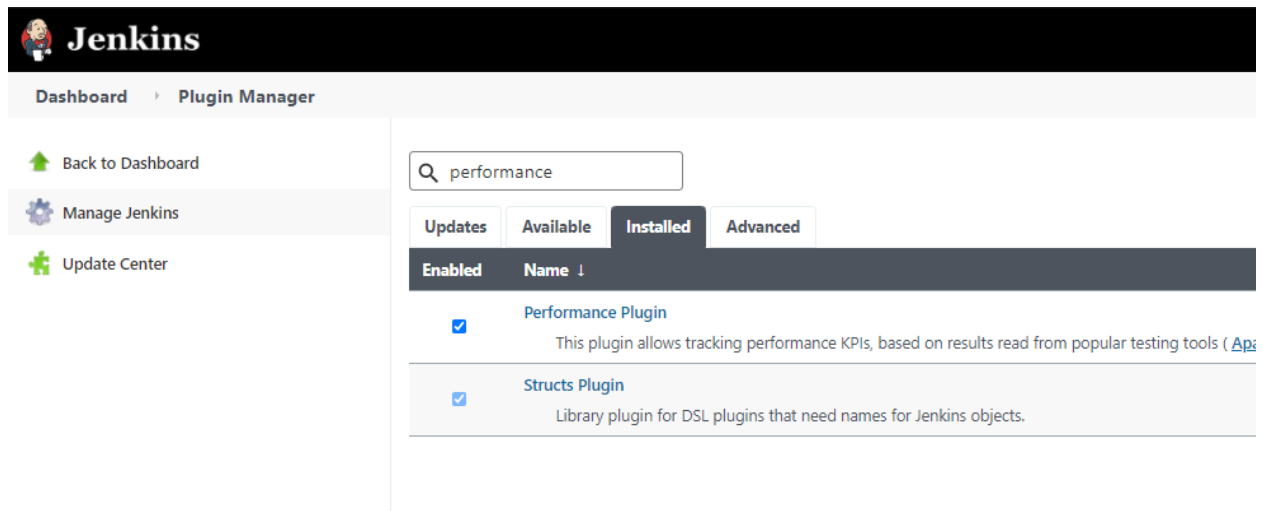 Jenkins
Dashboard Plugin Manager
Back to Dashboard
Manage Jenkins
Update Center
performance
Updates Available Installed Advanced
Enabled Name ↓
Performance Plugin
This plugin allows tracking performance KPIs, based on results read from popular testing tools (
Structs Plugin
Library plugin for DSL plugins that need names for Jenkins objects.